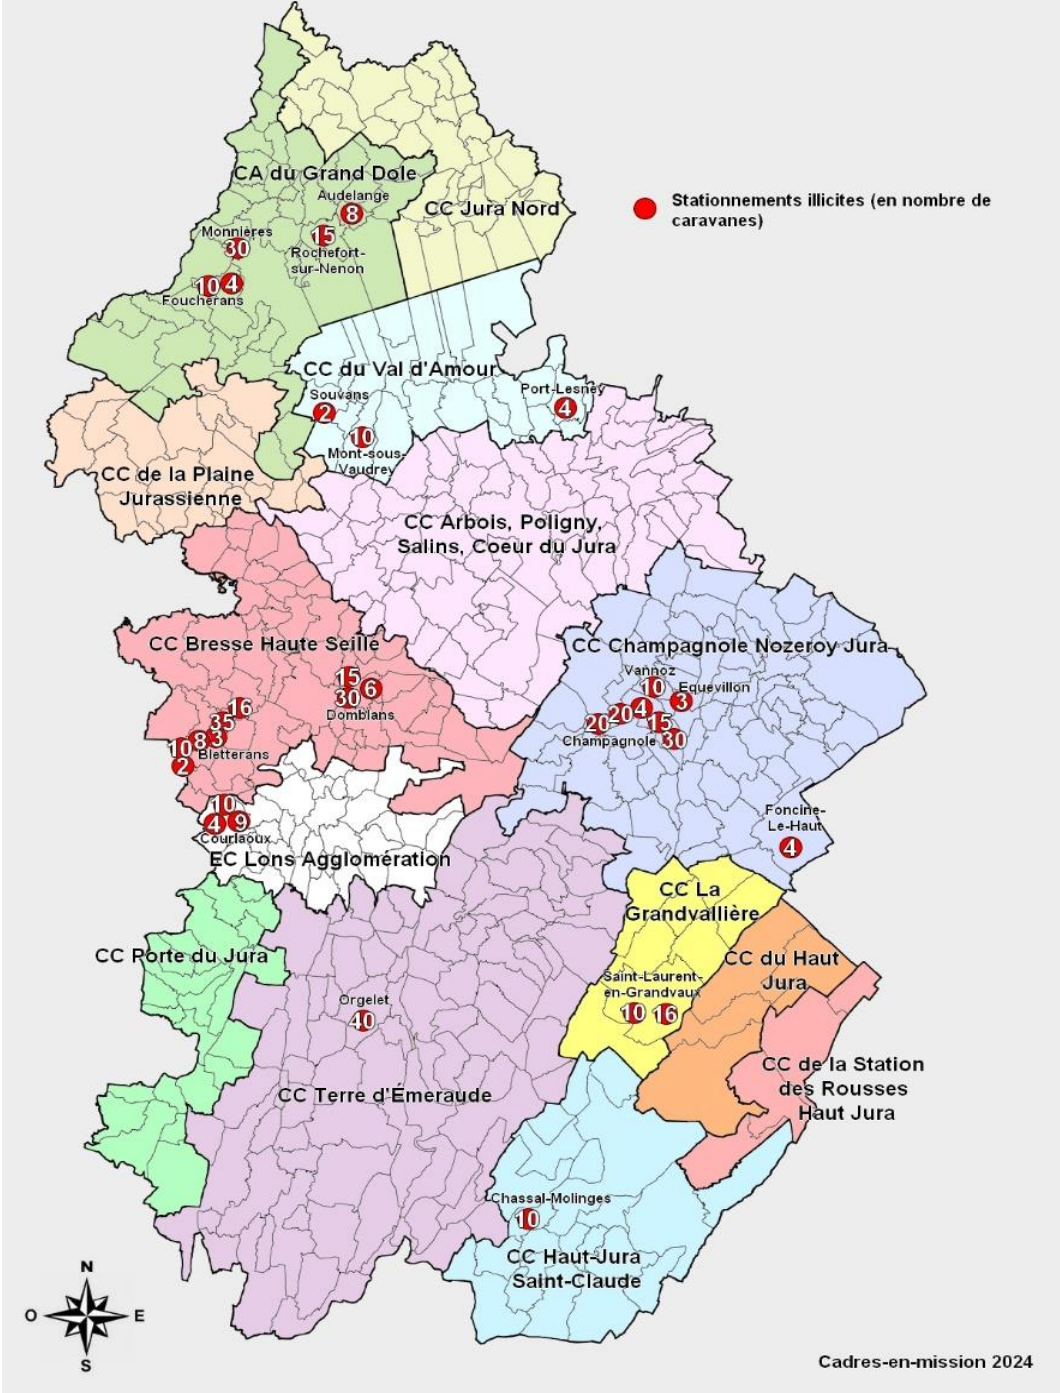 CA du Grand Dole
Audelange
8
CC Jura Nord
Stationnements illicites (en nombre de
caravanes)
Monnières
30
15
Rochefort-
sur-Nenon
10
4
Foucherans
CC du Val d'Amour
Souvans
2
Port-Lesney
4
10
Mont-sous-
Vaudrey
CC de la Plaine
Jurassienne
CC Arbois, Poligny,
Salins, Coeur du Jura
CC Bresse Haute Seille
15
6
30
Domblans
16
35
8
3
10
Bletterans
2
CC Champagnole Nozeroy Jura
Vannoz
10
Equevillon
3
4
20
20
15
Champagnole
30
Foncine-
Le-Haut
4
10
4
9
Courlaoux
EC Lons Agglomération
CC La
Grandvallière
CC Porte du Jura
CC du Haut
Jura
Saint-Laurent-
en-Grandvaux
10
16
Orgelet
40
CC Terre d'Émeraude
CC de la Station
des Rousses
Haut Jura
Chassal-Molinges
10
CC Haut-Jura
Saint-Claude
N
O
E
S
Cadres-en-mission 2024